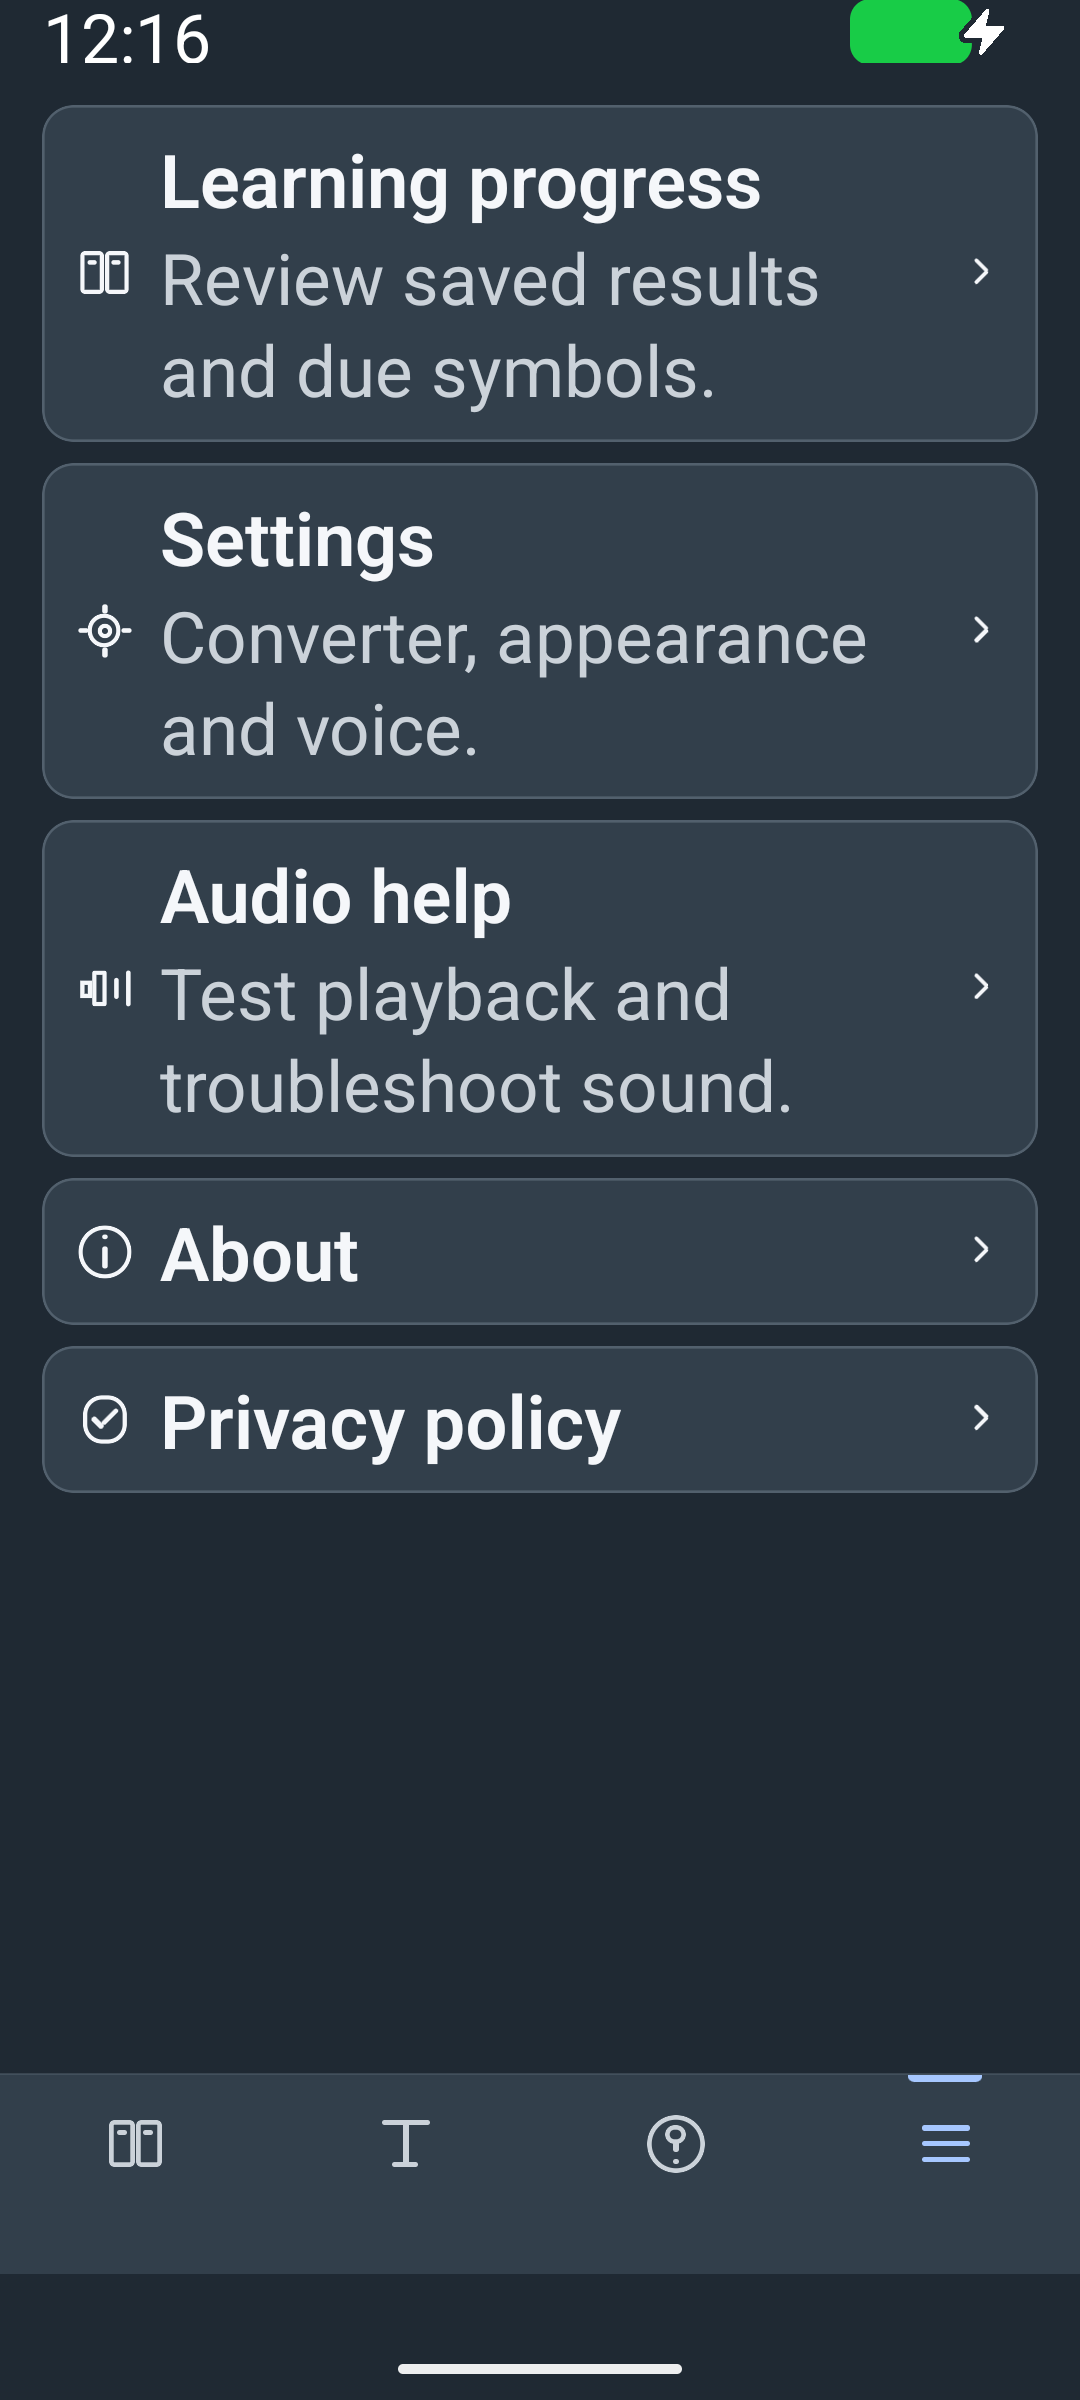 12:16
Learning progress
Review saved results
and due symbols.
Settings
Converter, appearance
and voice.
Audio help
Test playback and
troubleshoot sound.
About
Privacy policy